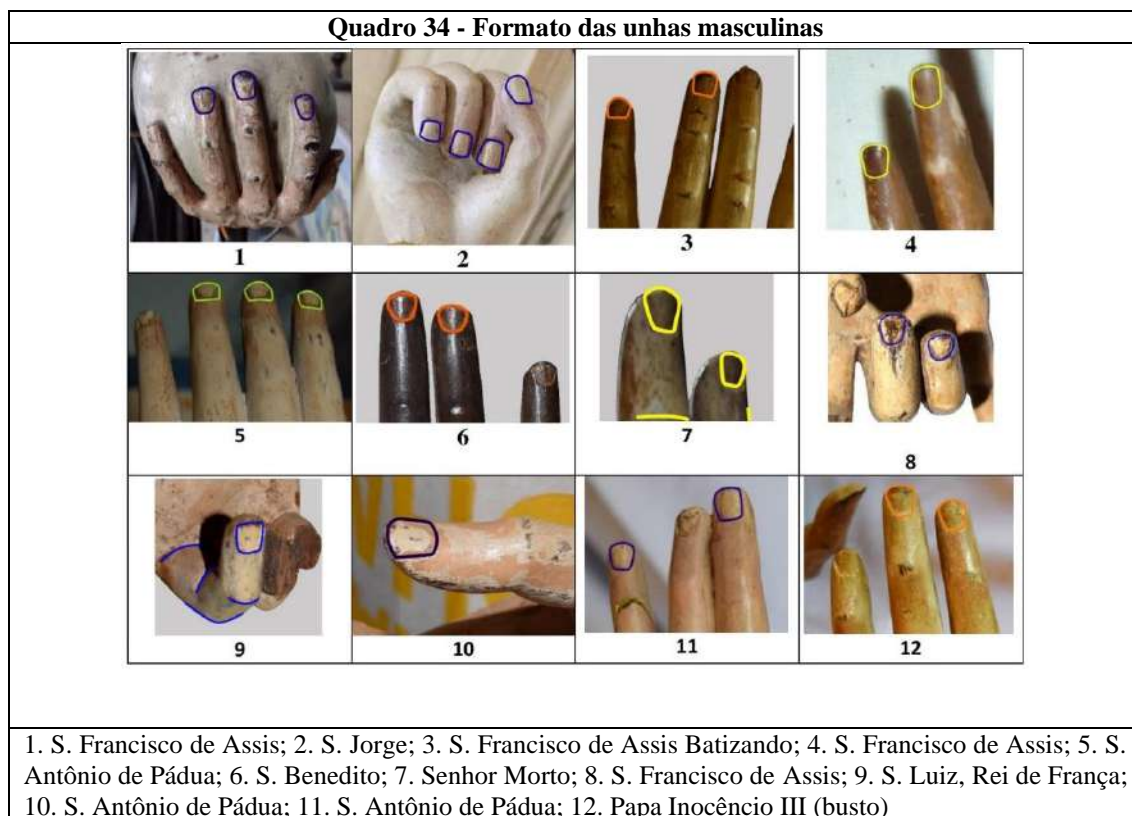 Quadro 34 - Formato das unhas masculinas
1 2 3 4
5 6 7 8
9 10 11 12
1. S. Francisco de Assis; 2. S. Jorge; 3. S. Francisco de Assis Batizando; 4. S. Francisco de Assis; 5. S.
Antônio de Pádua; 6. S. Benedito; 7. Senhor Morto; 8. S. Francisco de Assis; 9. S. Luiz, Rei de França;
10. S. Antônio de Pádua; 11. S. Antônio de Pádua; 12. Papa Inocêncio III (busto)